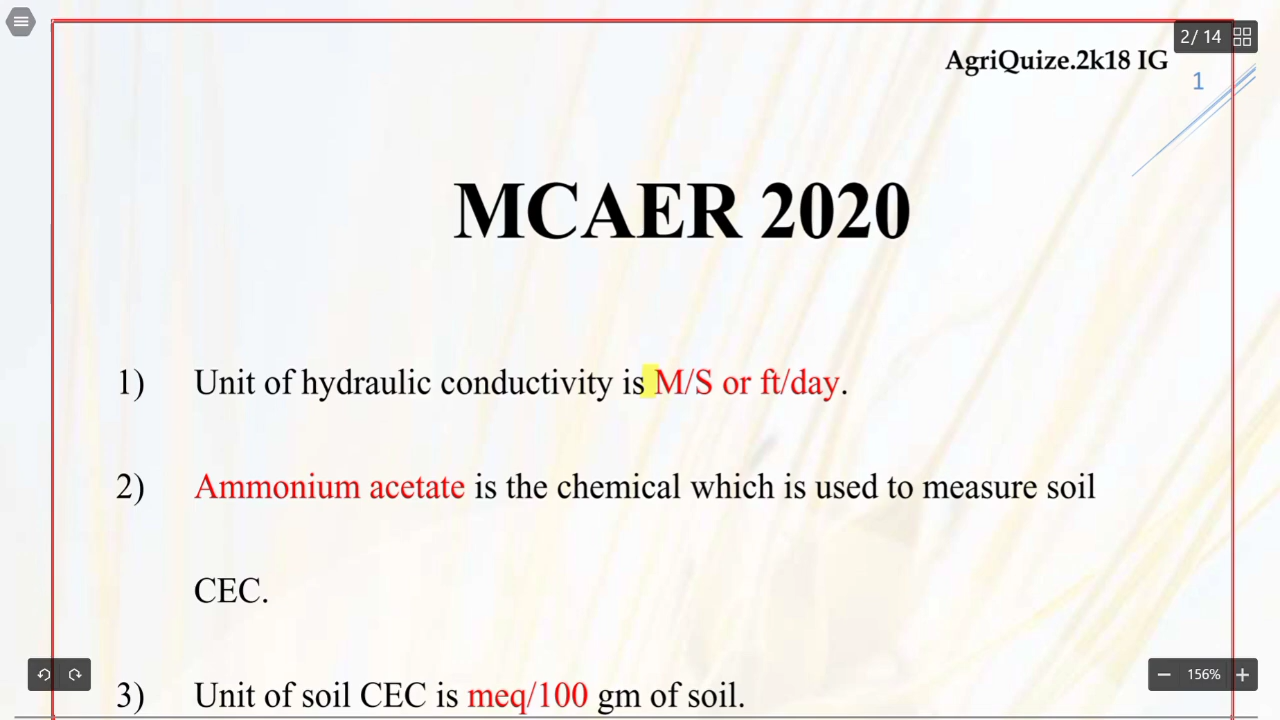 2/ 14
AgriQuize.2k18 IG
1
MCAER 2020
1) Unit of hydraulic conductivity is M/S or ft/day.
2) Ammonium acetate is the chemical which is used to measure soil
CEC.
3) Unit of soil CEC is meq/100 gm of soil.
156%